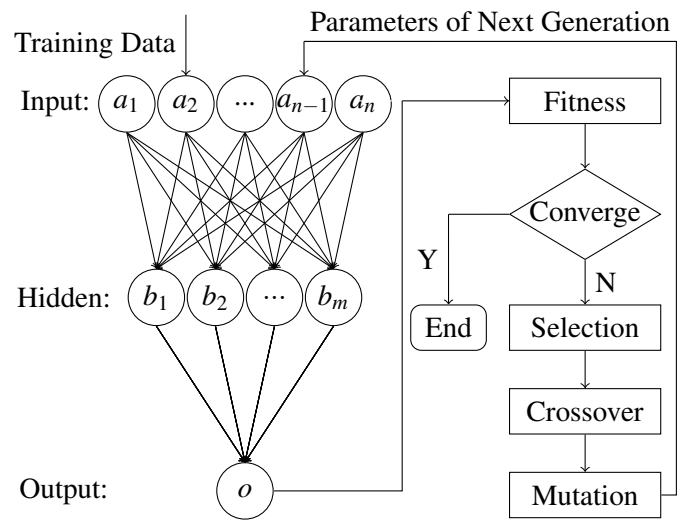 Parameters of Next Generation
Training Data
Input: a₁ a₂ ... aₙ₋₁ aₙ
Fitness
Converge
Y
N
Hidden: b₁ b₂ ... bₘ
End
Selection
Crossover
Output: o
Mutation